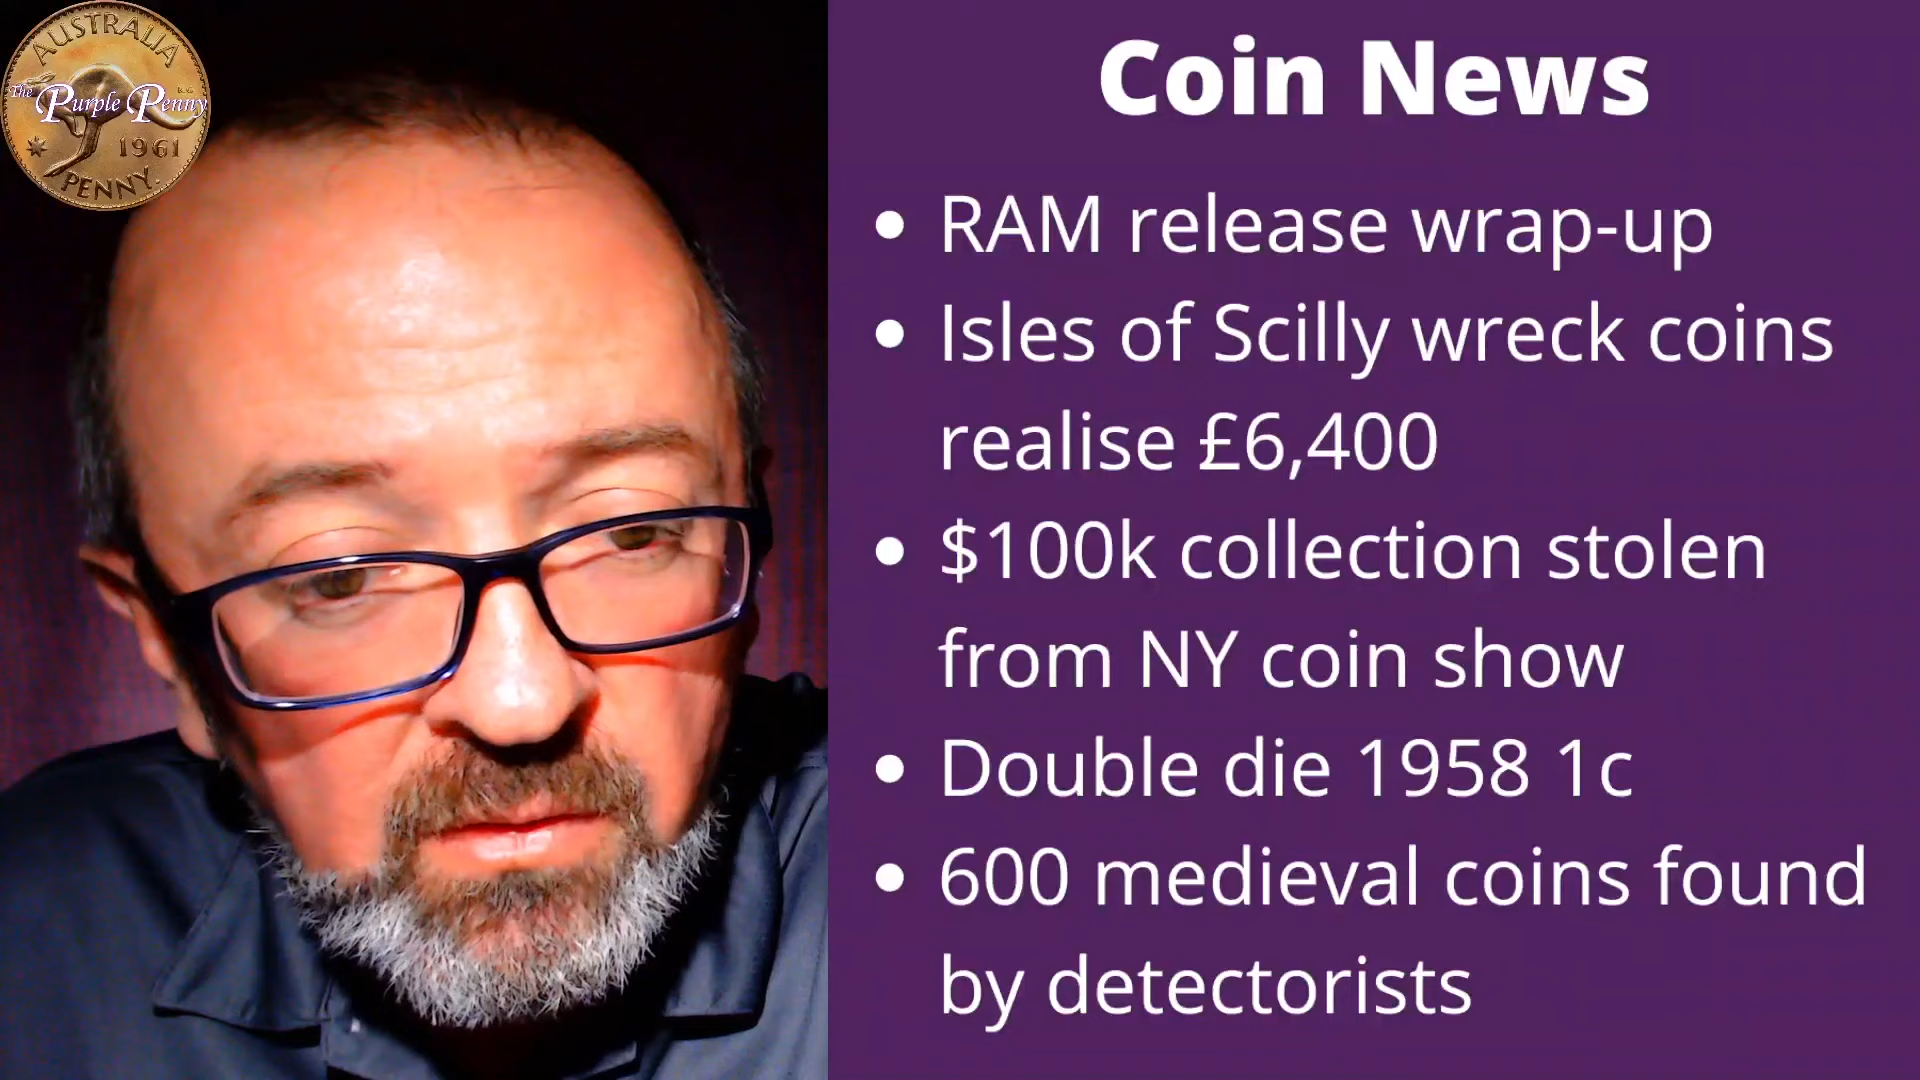 AUSTRALIA
The Purple Penny
1961
PENNY.
Coin News
• RAM release wrap-up
• Isles of Scilly wreck coins
realise £6,400
• $100k collection stolen
from NY coin show
• Double die 1958 1c
• 600 medieval coins found
by detectorists